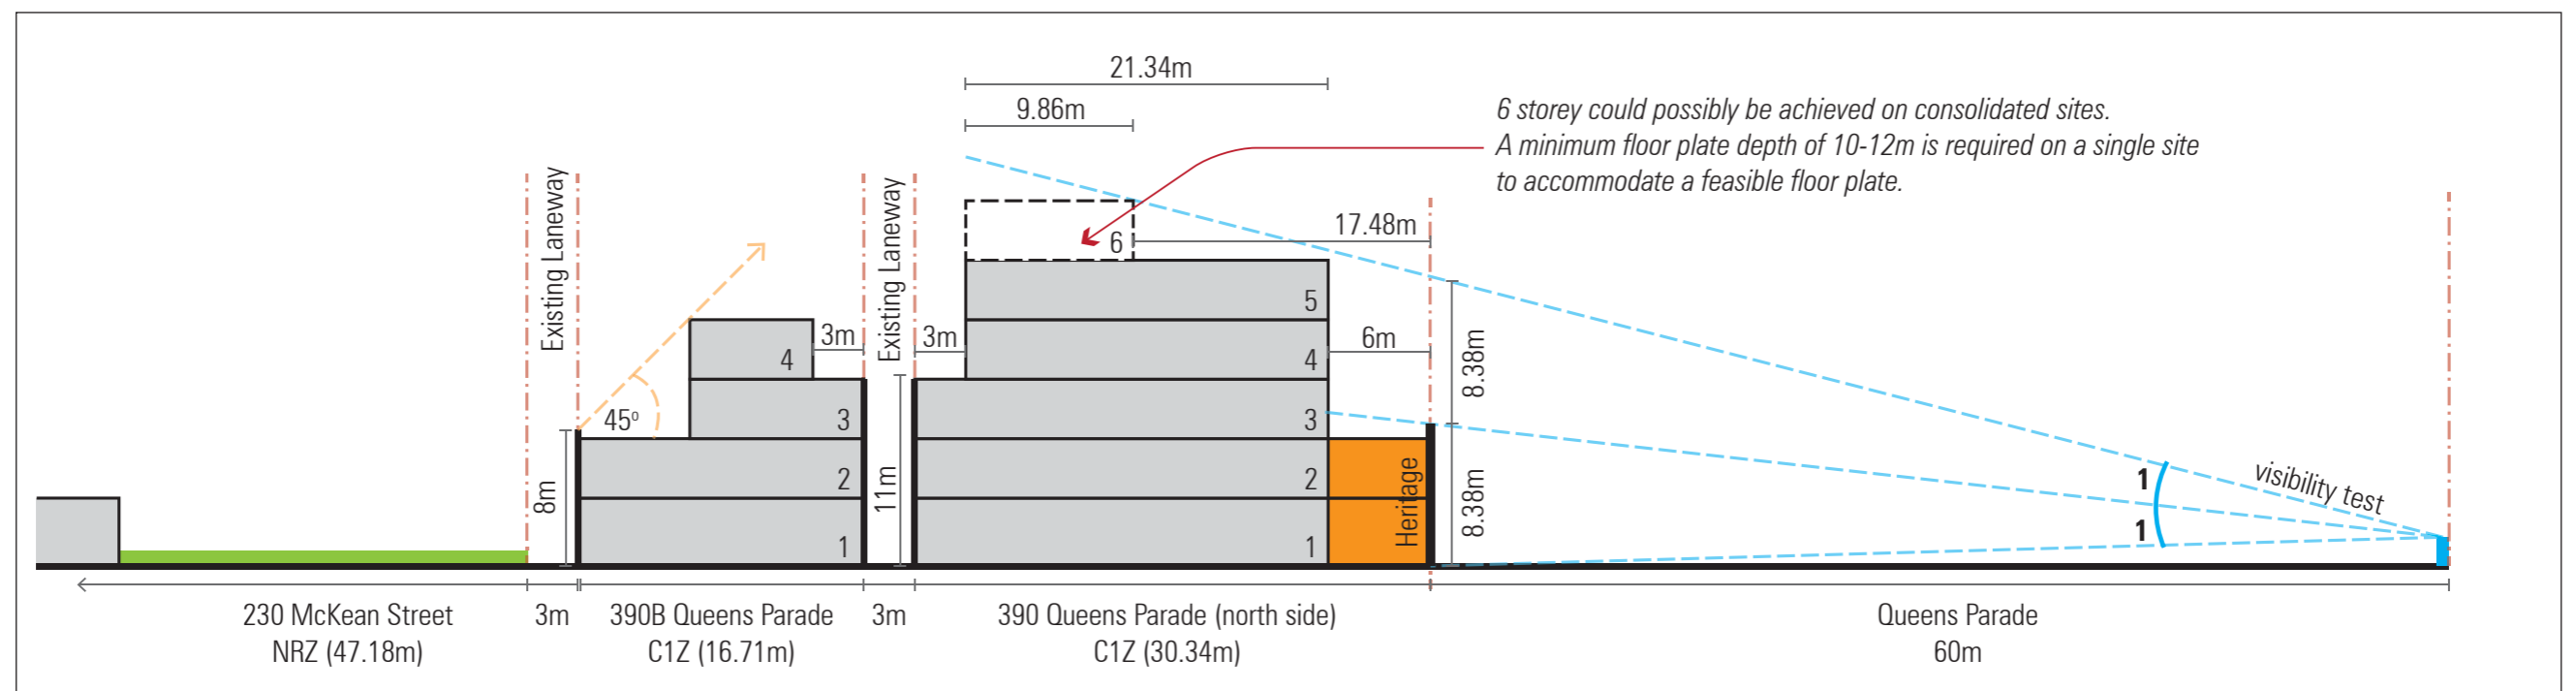 21.34m
9.86m
6 storey could possibly be achieved on consolidated sites.
A minimum floor plate depth of 10-12m is required on a single site
to accommodate a feasible floor plate.
17.48m
6
5
4
3
2
1
Existing Laneway
Existing Laneway
3m
3m
6m
4
3
2
1
45º
8m
11m
8.38m
8.38m
Heritage
1
1
visibility test
230 McKean Street
NRZ (47.18m)
3m
390B Queens Parade
C1Z (16.71m)
3m
390 Queens Parade (north side)
C1Z (30.34m)
Queens Parade
60m